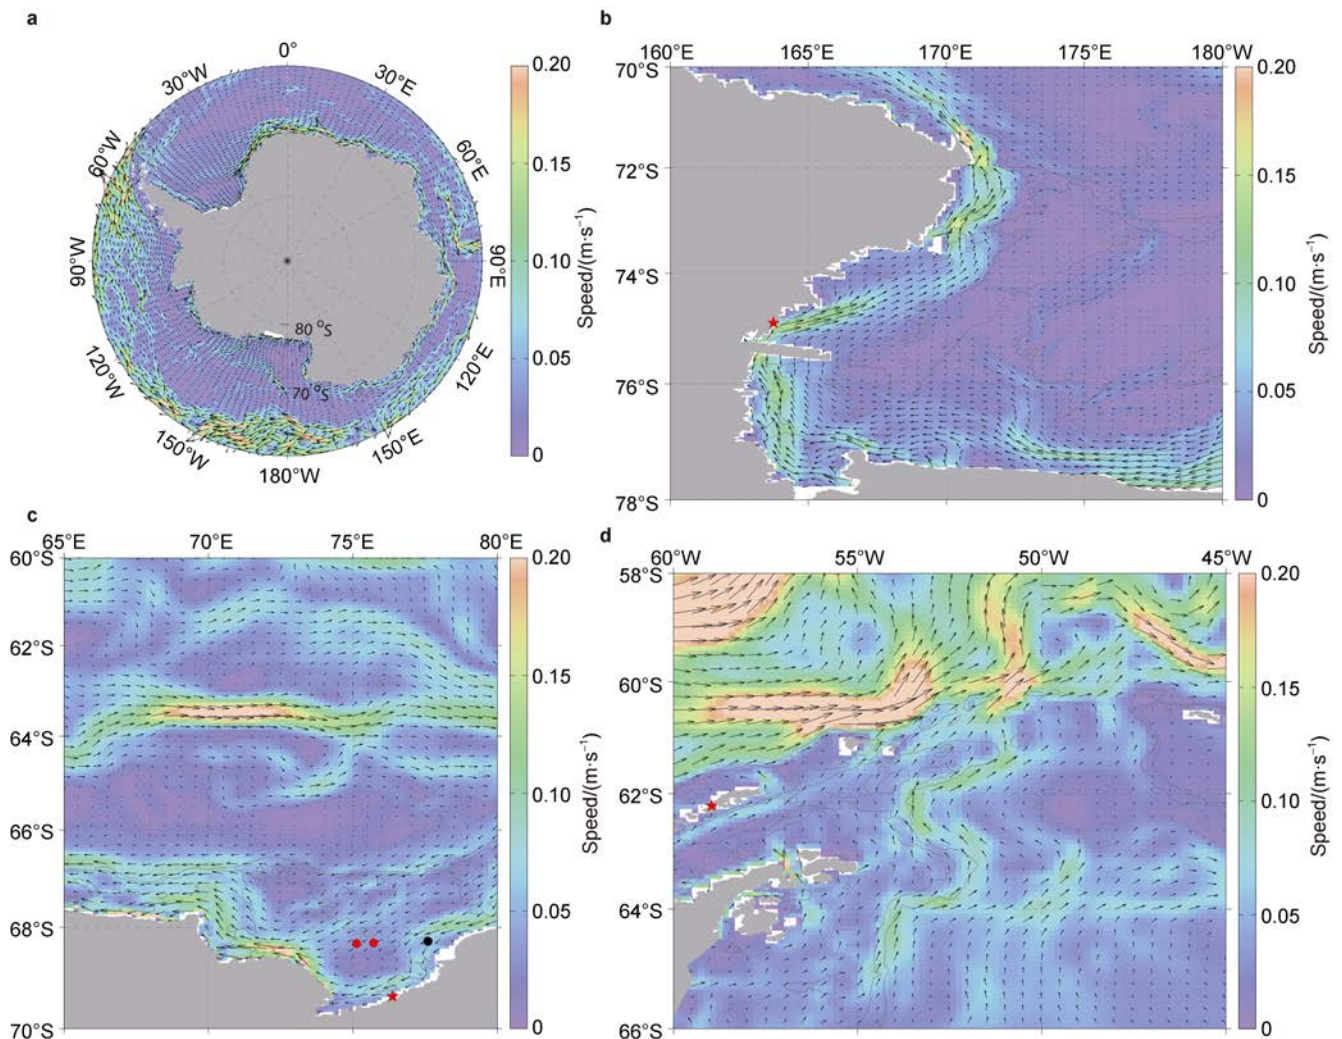 a
0°
30°W
30°E
60°W
60°E
90°W
90°E
120°W
120°E
150°W
150°E
180°W
80 °S
70 °S
0.20
0.15
0.10
0.05
0
Speed/(m·s⁻¹)
b
160°E 165°E 170°E 175°E 180°W
70°S
72°S
74°S
76°S
78°S
0.20
0.15
0.10
0.05
0
Speed/(m·s⁻¹)
c
65°E 70°E 75°E 80°E
60°S
62°S
64°S
66°S
68°S
70°S
0.20
0.15
0.10
0.05
0
Speed/(m·s⁻¹)
d
60°W 55°W 50°W 45°W
58°S
60°S
62°S
64°S
66°S
0.20
0.15
0.10
0.05
0
Speed/(m·s⁻¹)